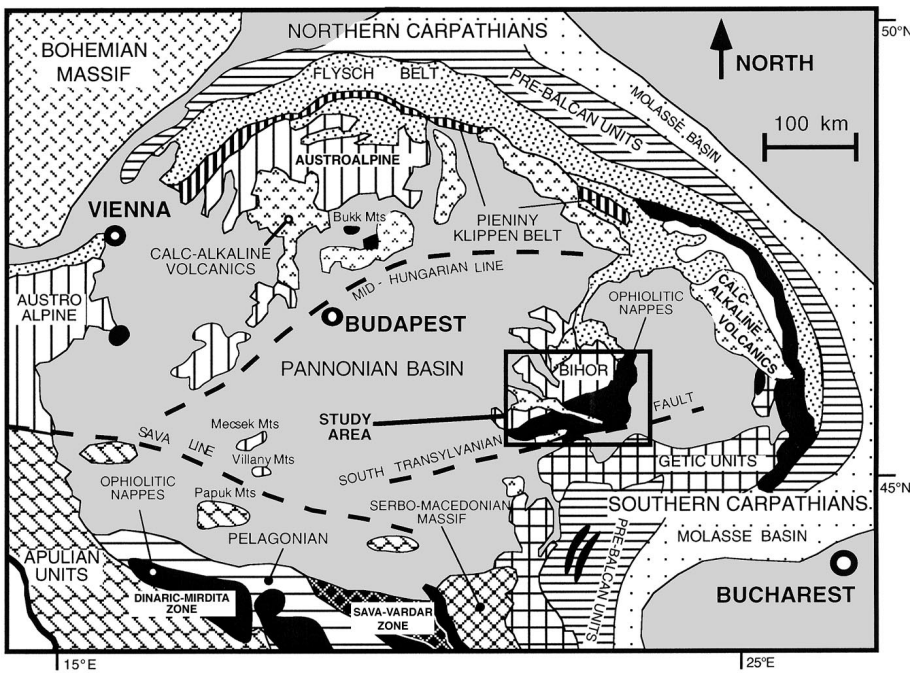 NORTHERN CARPATHIANS
50°N
BOHEMIAN
MASSIF
FLYSCH BELT
PRE-BALCAN UNITS
MOLASSE BASIN
NORTH
100 km
AUSTROALPINE
VIENNA
Bukk Mts
PIENINY
KLIPPEN BELT
CALC-ALKALINE
VOLCANICS
MID-HUNGARIAN LINE
CALC-
ALKALINE
VOLCANICS
AUSTRO
ALPINE
OPHIOLITIC
NAPPES
BUDAPEST
PANNONIAN BASIN
BIHOR
STUDY
AREA
SOUTH TRANSYLVANIAN FAULT
SAVA LINE
Mecsek Mts
Villany Mts
Papuk Mts
OPHIOLITIC
NAPPES
GETIC UNITS
45°N
SERBO-MACEDONIAN
MASSIF
SOUTHERN CARPATHIANS
PELAGONIAN
PRE-BALCAN UNITS
MOLASSE BASIN
APULIAN
UNITS
DINARIC-MIRDITA
ZONE
SAVA-VARDAR
ZONE
BUCHAREST
15°E
25°E